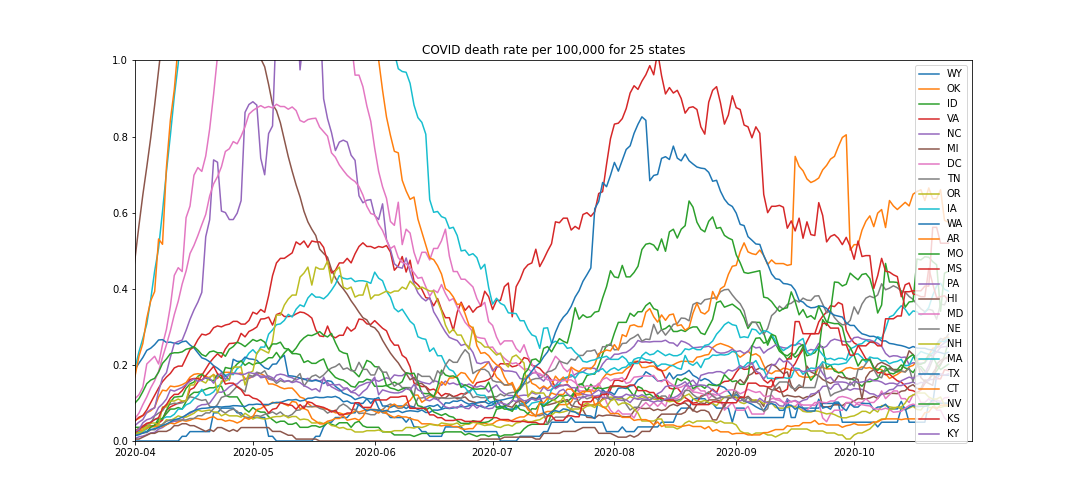 COVID death rate per 100,000 for 25 states
1.0
0.8
0.6
0.4
0.2
0.0
2020-04
2020-05
2020-06
2020-07
2020-08
2020-09
2020-10
WY
OK
ID
VA
NC
MI
DC
TN
OR
IA
WA
AR
MO
MS
PA
HI
MD
NE
NH
MA
TX
CT
NV
KS
KY